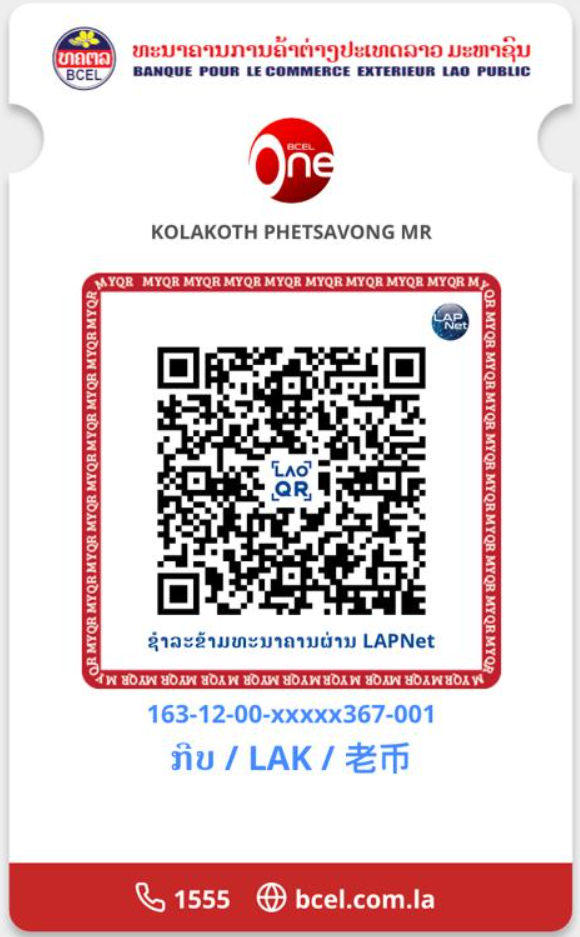 ທະນາຄານການຄ້າຕ່າງປະເທດລາວ ມະຫາຊົນ
BANQUE POUR LE COMMERCE EXTERIEUR LAO PUBLIC
ທຄຕລ
BCEL
BCEL
One
KOLAKOTH PHETSAVONG MR
MYQR MYQR MYQR MYQR MYQR MYQR MYQR MYQR MYQR
LAP Net
LAO
QR
ຊໍາລະຂ້າມທະນາຄານຜ່ານ LAPNet
163-12-00-xxxxx367-001
ກີບ / LAK / 老币
1555 bcel.com.la